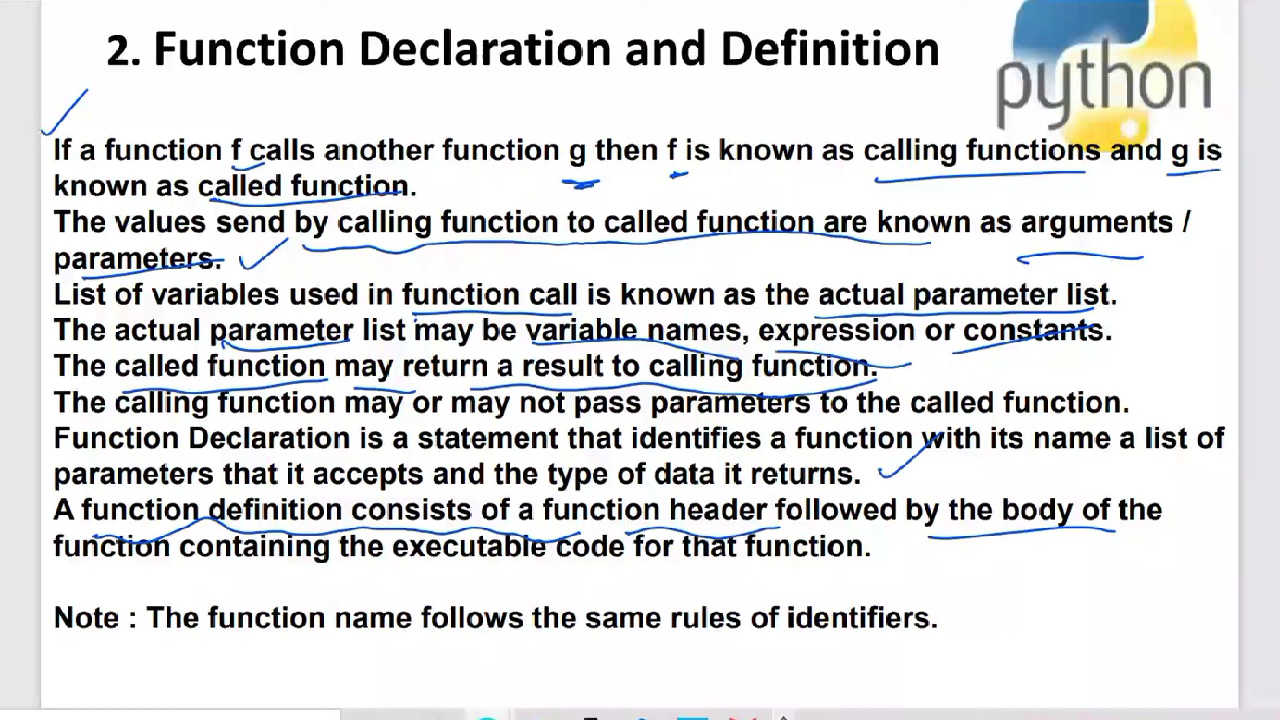 2. Function Declaration and Definition
python
If a function f calls another function g then f is known as calling functions and g is
known as called function.
The values send by calling function to called function are known as arguments /
parameters.
List of variables used in function call is known as the actual parameter list.
The actual parameter list may be variable names, expression or constants.
The called function may return a result to calling function.
The calling function may or may not pass parameters to the called function.
Function Declaration is a statement that identifies a function with its name a list of
parameters that it accepts and the type of data it returns.
A function definition consists of a function header followed by the body of the
function containing the executable code for that function.
Note : The function name follows the same rules of identifiers.